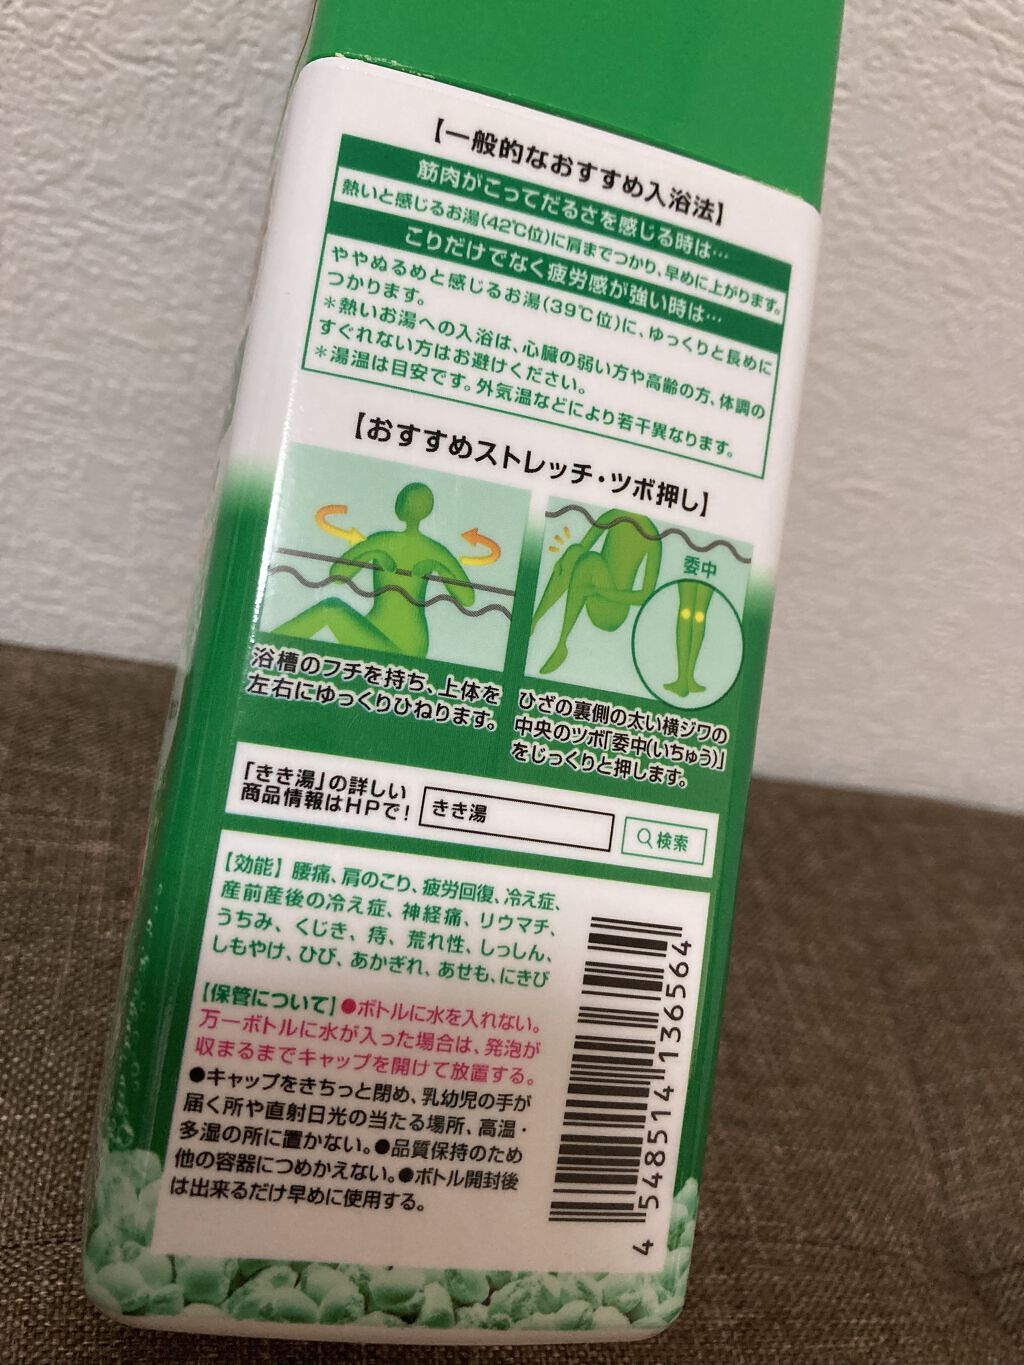 【一般的なおすすめ入浴法】
筋肉がこってだるさを感じる時は…
熱いと感じるお湯(42℃位)に肩までつかり、早めに上がります。
こりだけでなく疲労感が強い時は…
ややぬるめと感じるお湯(39℃位)に、ゆっくりと長めに
つかります。
＊熱いお湯への入浴は、心臓の弱い方や高齢の方、体調の
すぐれない方はお避けください。
＊湯温は目安です。外気温などにより若干異なります。
【おすすめストレッチ・ツボ押し】
委中
浴槽のフチを持ち、上体を
左右にゆっくりひねります。
ひざの裏側の太い横ジワの
中央のツボ「委中(いちゅう)」
をじっくりと押します。
「きき湯」の詳しい
商品情報はHPで!
きき湯
検索
【効能】腰痛、肩のこり、疲労回復、冷え症、
産前産後の冷え症、神経痛、リウマチ、
うちみ、くじき、痔、荒れ性、しっしん、
しもやけ、ひび、あかぎれ、あせも、にきび
【保管について】●ボトルに水を入れない。
万一ボトルに水が入った場合は、発泡が
収まるまでキャップを開けて放置する。
●キャップをきちっと閉め、乳幼児の手が
届く所や直射日光の当たる場所、高温・
多湿の所に置かない。●品質保持のため
他の容器につめかえない。●ボトル開封後
は出来るだけ早めに使用する。
4 548514 136564